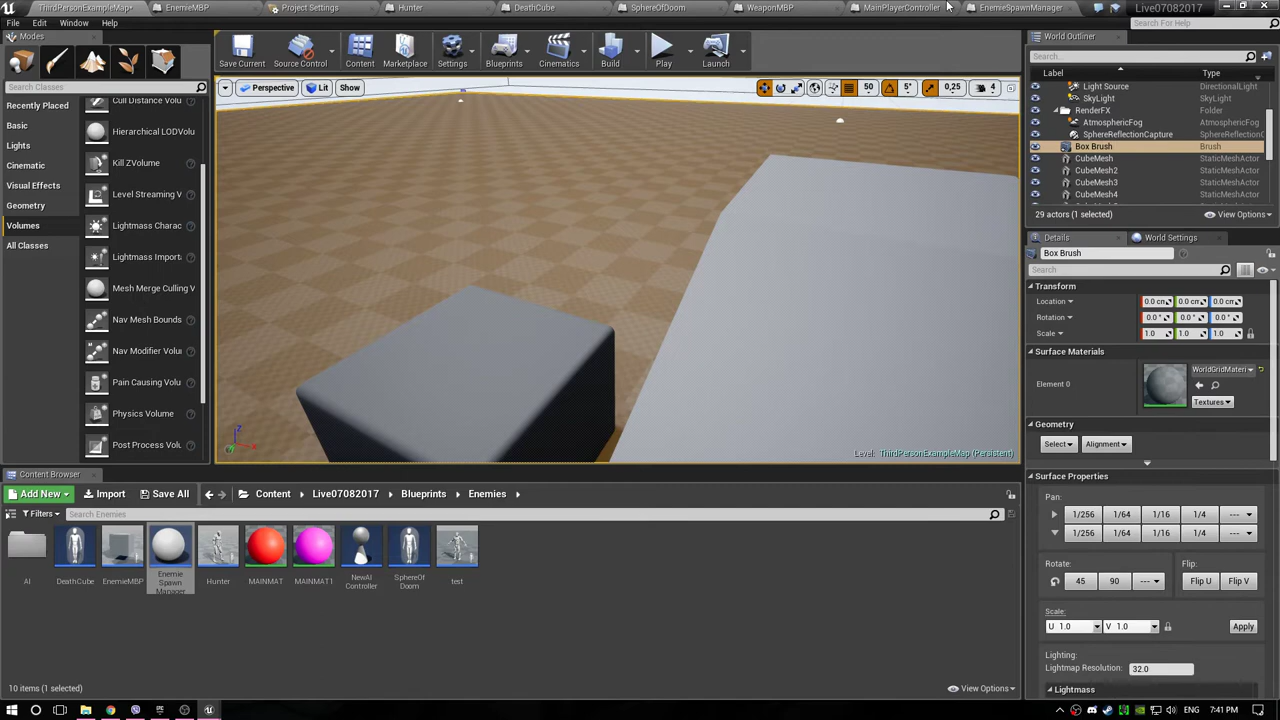 ThirdPersonExampleMap*
EnemieMBP
Project Settings
Hunter
DeathCube
SphereOfDoom
WeaponMBP
MainPlayerController
EnemieSpawnManager
Live07082017
File Edit Window Help
Search For Help
Modes
Search Classes
Recently Placed
Basic
Lights
Cinematic
Visual Effects
Geometry
Volumes
All Classes
Cull Distance Volu
Hierarchical LODVolu
Kill ZVolume
Level Streaming V
Lightmass Charac
Lightmass Import
Mesh Merge Culling V
Nav Mesh Bounds
Nav Modifier Volu
Pain Causing Volu
Physics Volume
Post Process Volu
Save Current
Source Control
Content
Marketplace
Settings
Blueprints
Cinematics
Build
Play
Launch
Perspective
Lit
Show
50
5°
0,25
4
Level: ThirdPersonExampleMap (Persistent)
World Outliner
Search...
Label Type
Light Source DirectionalLight
SkyLight SkyLight
RenderFX Folder
AtmosphericFog AtmosphericFog
SphereReflectionCapture SphereReflectionC
Box Brush Brush
CubeMesh StaticMeshActor
CubeMesh2 StaticMeshActor
CubeMesh3 StaticMeshActor
CubeMesh4 StaticMeshActor
29 actors (1 selected)
View Options
Details
World Settings
Box Brush
Search
Transform
Location 0.0 cm 0.0 cm 0.0 cm
Rotation 0.0 ° 0.0 ° 0.0 °
Scale 1.0 1.0 1.0
Surface Materials
Element 0
WorldGridMateri
Textures
Geometry
Select Alignment
Surface Properties
Pan:
1/256 1/64 1/16 1/4 ---
1/256 1/64 1/16 1/4 ---
Rotate: Flip:
45 90 --- Flip U Flip V
Scale:
U 1.0 V 1.0 Apply
Lighting:
Lightmap Resolution: 32.0
Lightmass
Content Browser
Add New
Import
Save All
Content
Live07082017
Blueprints
Enemies
Filters
Search Enemies
AI
DeathCube
EnemieMBP
Enemie
Spawn
Manager
Hunter
MAINMAT
MAINMAT1
NewAI
Controller
SphereOf
Doom
test
10 items (1 selected)
View Options
ENG
7:41 PM